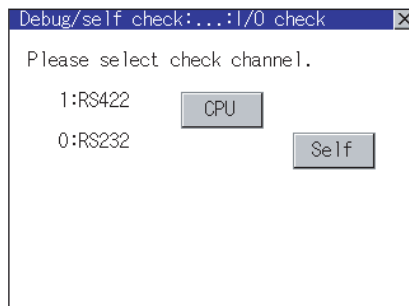 Debug/self check:...:I/O check
Please select check channel.
1:RS422 CPU
0:RS232 Self